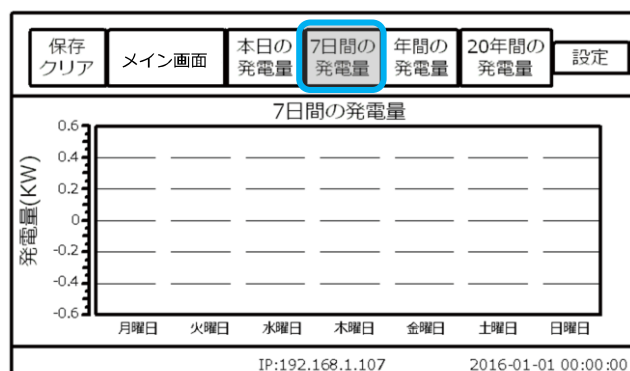 保存
クリア
メイン画面
本日の
発電量
7日間の
発電量
年間の
発電量
20年間の
発電量
設定
7日間の発電量
発電量(KW)
0.6
0.4
0.2
0
-0.2
-0.4
-0.6
月曜日 火曜日 水曜日 木曜日 金曜日 土曜日 日曜日
IP:192.168.1.107 2016-01-01 00:00:00